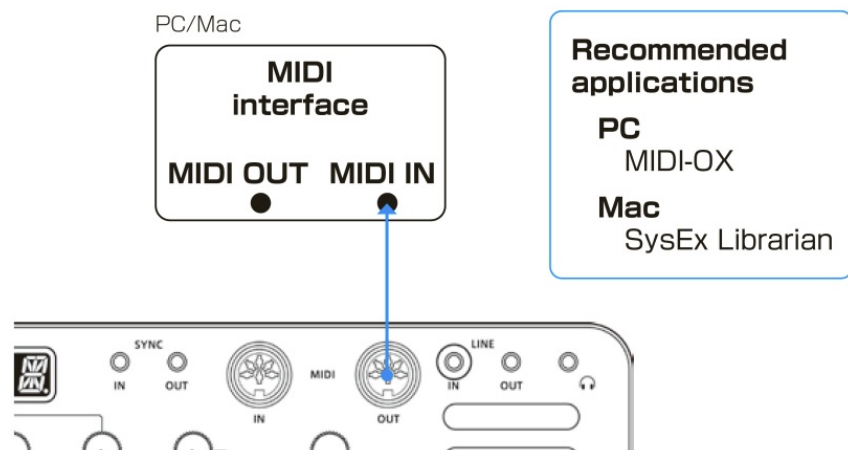 PC/Mac
MIDI
interface
MIDI OUT MIDI IN
Recommended
applications
PC
MIDI-OX
Mac
SysEx Librarian
SYNC
IN
OUT
MIDI
IN
OUT
LINE
IN
OUT